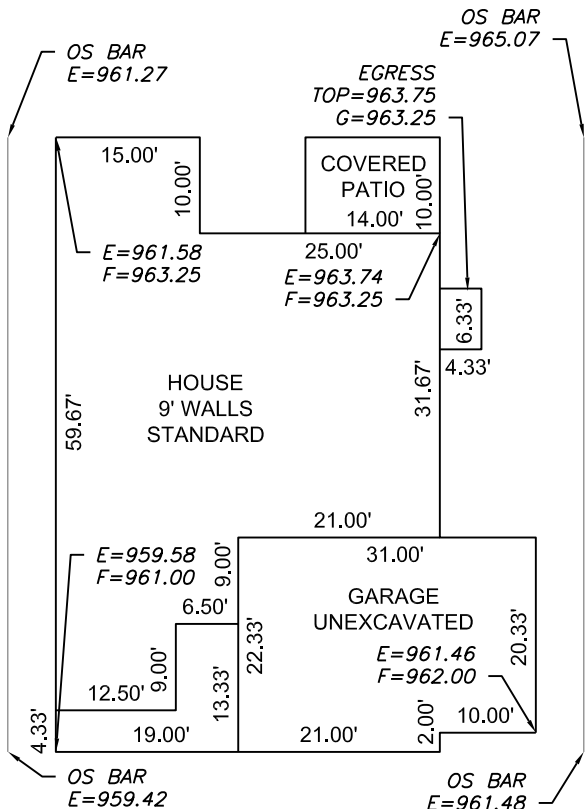 OS BAR
E=961.27
OS BAR
E=965.07
EGRESS
TOP=963.75
G=963.25
15.00'
10.00'
COVERED
PATIO
14.00'
10.00'
25.00'
E=961.58
F=963.25
E=963.74
F=963.25
6.33'
4.33'
31.67'
59.67'
HOUSE
9' WALLS
STANDARD
21.00'
31.00'
E=959.58
F=961.00
9.00'
6.50'
GARAGE
UNEXCAVATED
22.33'
20.33'
E=961.46
F=962.00
9.00'
12.50'
13.33'
4.33'
19.00'
21.00'
2.00'
10.00'
OS BAR
E=959.42
OS BAR
E=961.48